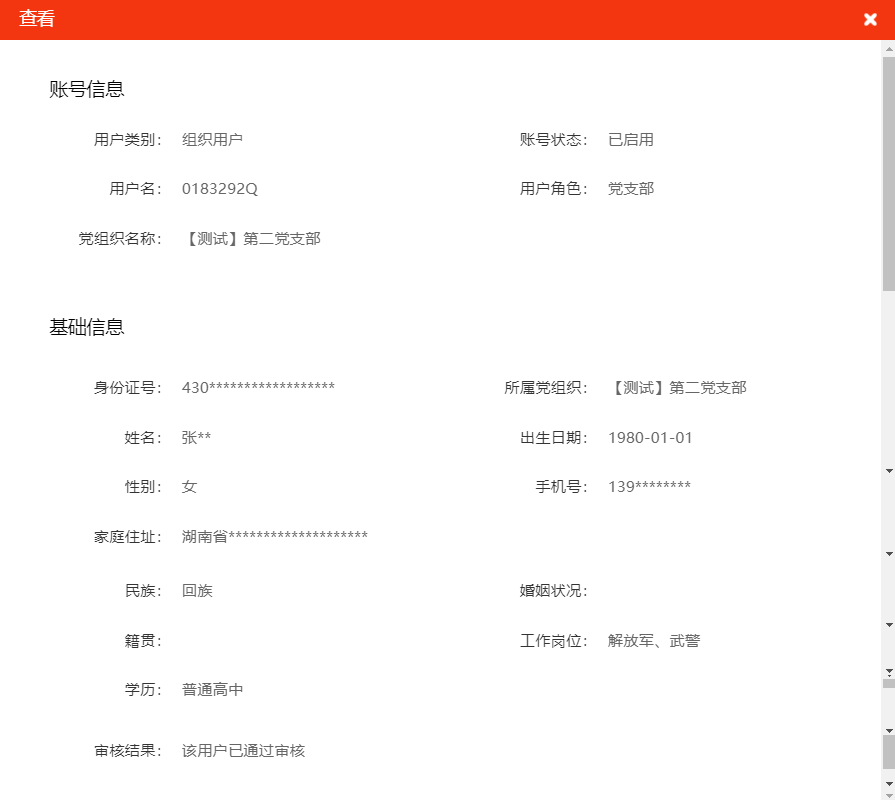 查看
账号信息
用户类别： 组织用户 账号状态： 已启用
用户名： 0183292Q 用户角色： 党支部
党组织名称： 【测试】第二党支部
基础信息
身份证号： 430****************** 所属党组织： 【测试】第二党支部
姓名： 张** 出生日期： 1980-01-01
性别： 女 手机号： 139********
家庭住址： 湖南省********************
民族： 回族 婚姻状况：
籍贯： 工作岗位： 解放军、武警
学历： 普通高中
审核结果： 该用户已通过审核